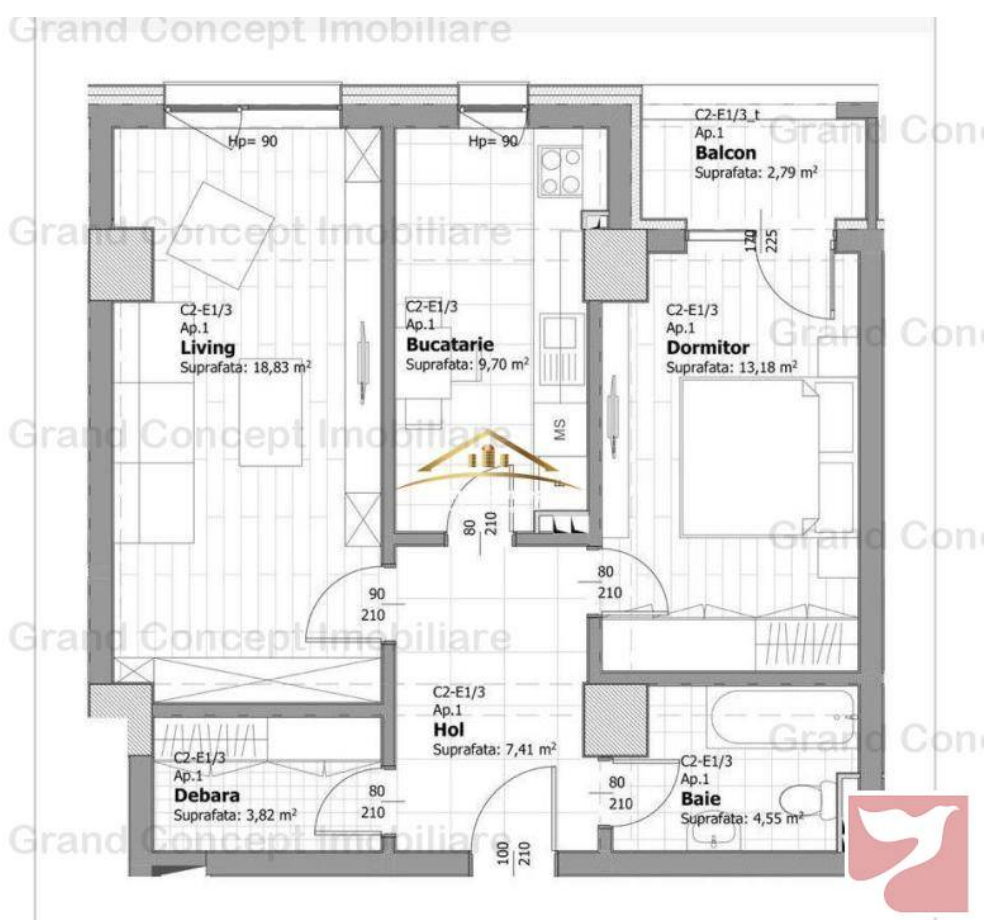 Grand Concept Imobiliare
Hp= 90
Hp= 90
C2-E1/3_t
Ap.1
Balcon
Suprafata: 2,79 m²
Grand Conc
Grand Concept Imobiliare
170
225
C2-E1/3
Ap.1
Living
Suprafata: 18,83 m²
C2-E1/3
Ap.1
Bucatarie
Suprafata: 9,70 m²
C2-E1/3
Ap.1
Dormitor
Suprafata: 13,18 m²
Grand Conc
Grand Concept Imobiliare
MS
80
210
Grand Conc
90
210
80
210
Grand Concept Imobiliare
C2-E1/3
Ap.1
Hol
Suprafata: 7,41 m²
Grand Conc
C2-E1/3
Ap.1
Debara
Suprafata: 3,82 m²
80
210
80
210
C2-E1/3
Ap.1
Baie
Suprafata: 4,55 m²
Grand Concept Imobiliare
100
210